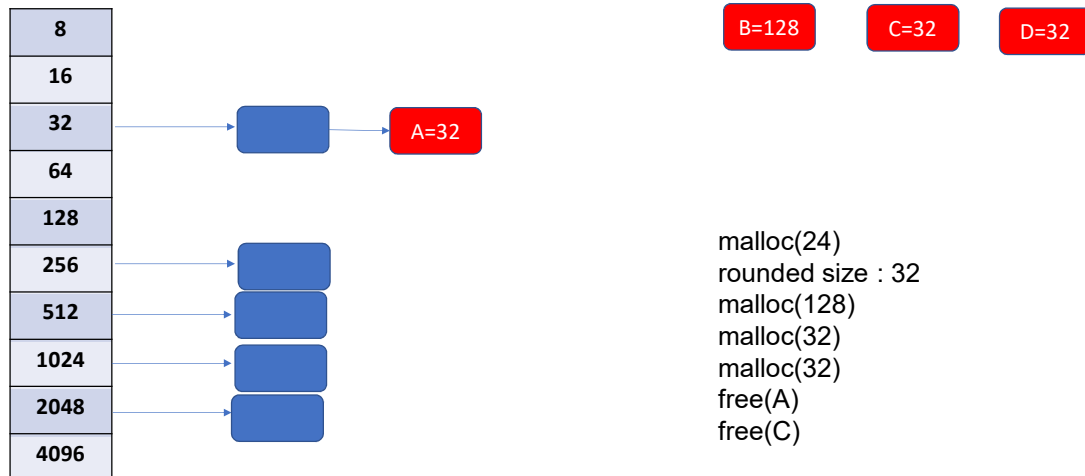 8
16
32
64
128
256
512
1024
2048
4096
A=32
B=128
C=32
D=32
malloc(24)
rounded size : 32
malloc(128)
malloc(32)
malloc(32)
free(A)
free(C)